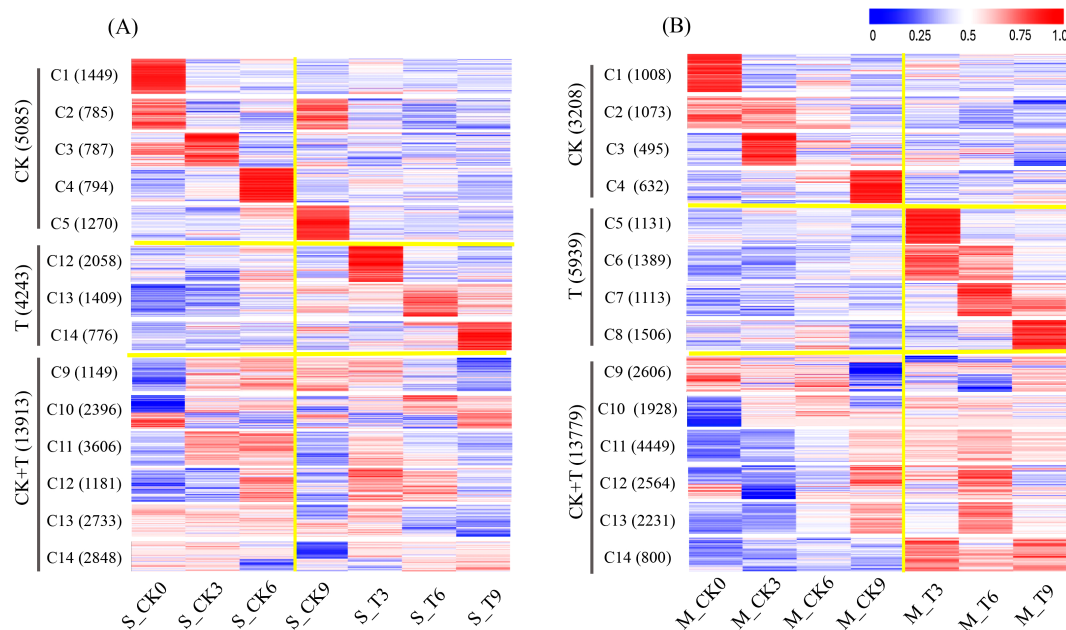 (A)
(B)
0 0.25 0.5 0.75 1.0
CK (5085)
C1 (1449)
C2 (785)
C3 (787)
C4 (794)
C5 (1270)
T (4243)
C12 (2058)
C13 (1409)
C14 (776)
CK+T (13913)
C9 (1149)
C10 (2396)
C11 (3606)
C12 (1181)
C13 (2733)
C14 (2848)
S_CK0 S_CK3 S_CK6 S_CK9 S_T3 S_T6 S_T9
CK (3208)
C1 (1008)
C2 (1073)
C3 (495)
C4 (632)
T (5939)
C5 (1131)
C6 (1389)
C7 (1113)
C8 (1506)
CK+T (13779)
C9 (2606)
C10 (1928)
C11 (4449)
C12 (2564)
C13 (2231)
C14 (800)
M_CK0 M_CK3 M_CK6 M_CK9 M_T3 M_T6 M_T9